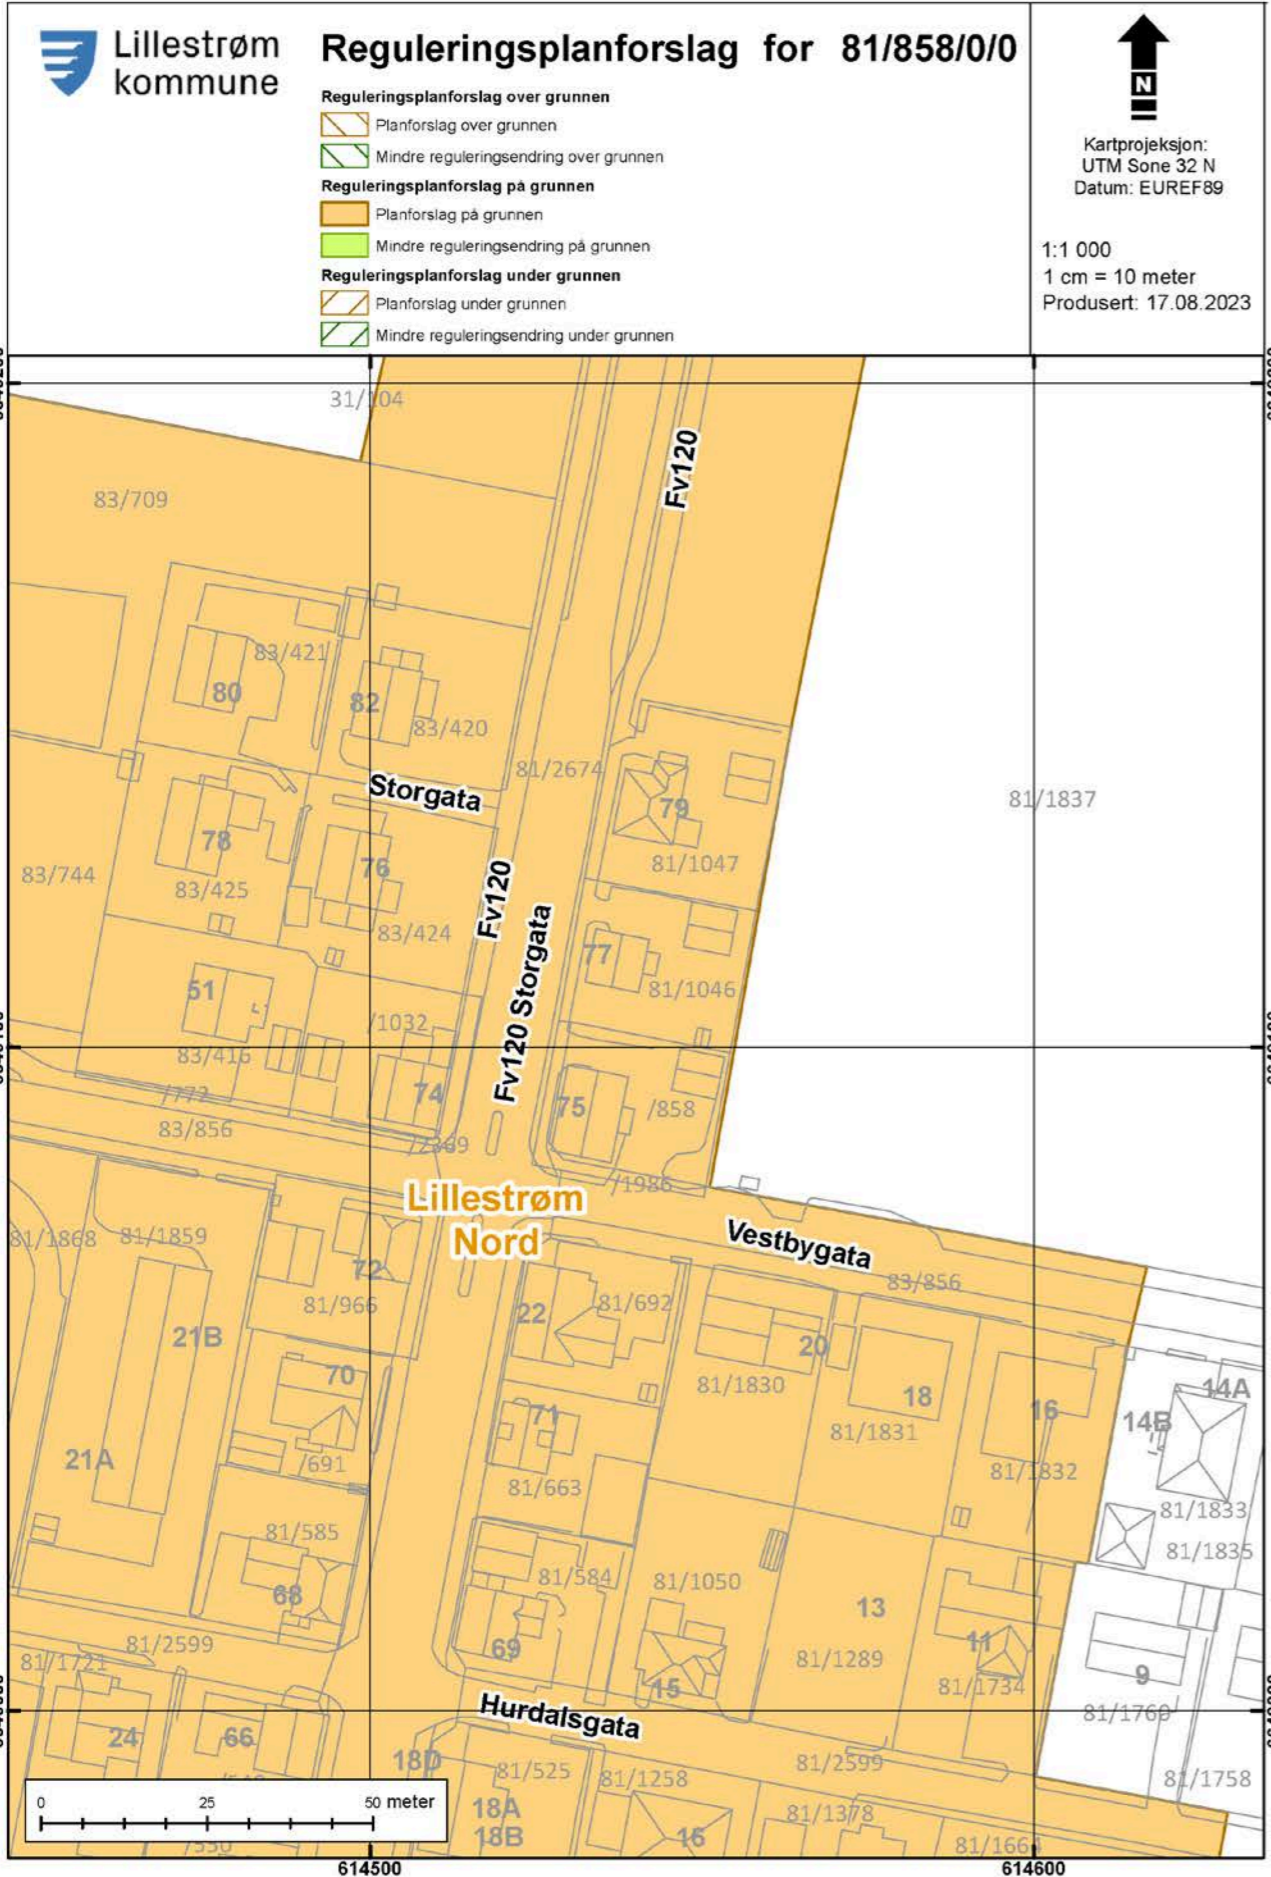 Lillestrøm
kommune
Reguleringsplanforslag for 81/858/0/0
Reguleringsplanforslag over grunnen
Planforslag over grunnen
Mindre reguleringsendring over grunnen
Reguleringsplanforslag på grunnen
Planforslag på grunnen
Mindre reguleringsendring på grunnen
Reguleringsplanforslag under grunnen
Planforslag under grunnen
Mindre reguleringsendring under grunnen
N
Kartprojeksjon:
UTM Sone 32 N
Datum: EUREF89
1:1 000
1 cm = 10 meter
Produsert: 17.08.2023
31/104
Fv120
83/709
83/421
80
82
83/420
81/2674
Storgata
79
81/1837
78
76
81/1047
83/744
83/425
Fv120
83/424
Fv120 Storgata
77
51
81/1046
/1032
83/416
/772
74
75
/858
83/856
/2369
/1986
Lillestrøm
Nord
81/1868
81/1859
Vestbygata
72
83/856
81/966
22
81/692
21B
20
70
81/1830
18
14A
71
16
14B
81/1831
21A
/691
81/1832
81/663
81/1833
81/585
81/1835
81/584
81/1050
68
13
81/2599
69
11
81/1721
81/1289
9
15
81/1734
Hurdalsgata
81/1760
24
66
18D
81/2599
81/525
81/1258
81/1758
0 25 50 meter
18A
81/1378
18B
16
81/1664
/550
614500
614600